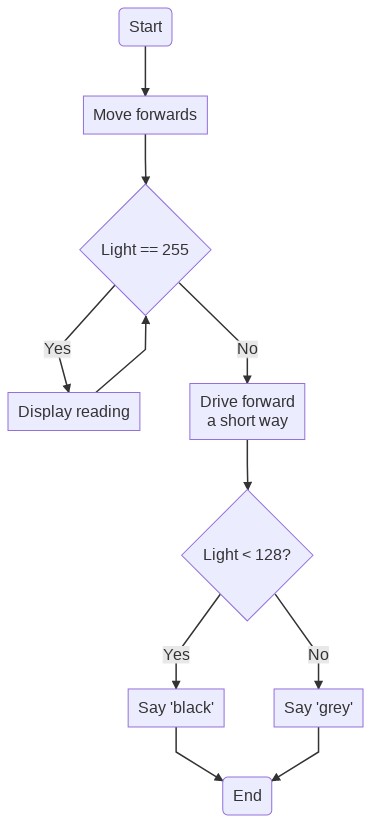 Start
Move forwards
Light == 255
Yes
No
Display reading
Drive forward
a short way
Light < 128?
Yes
No
Say 'black'
Say 'grey'
End